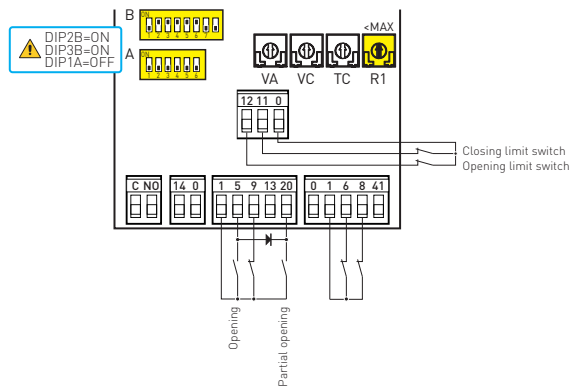 B
ON
1 2 3 4 5 6 7
DIP2B=ON
DIP3B=ON
DIP1A=OFF
A
ON
1 2 3 4 5 6
<MAX
VA VC TC R1
12 11 0
Closing limit switch
Opening limit switch
C NO 14 0 1 5 9 13 20 0 1 6 8 41
Opening
Partial opening